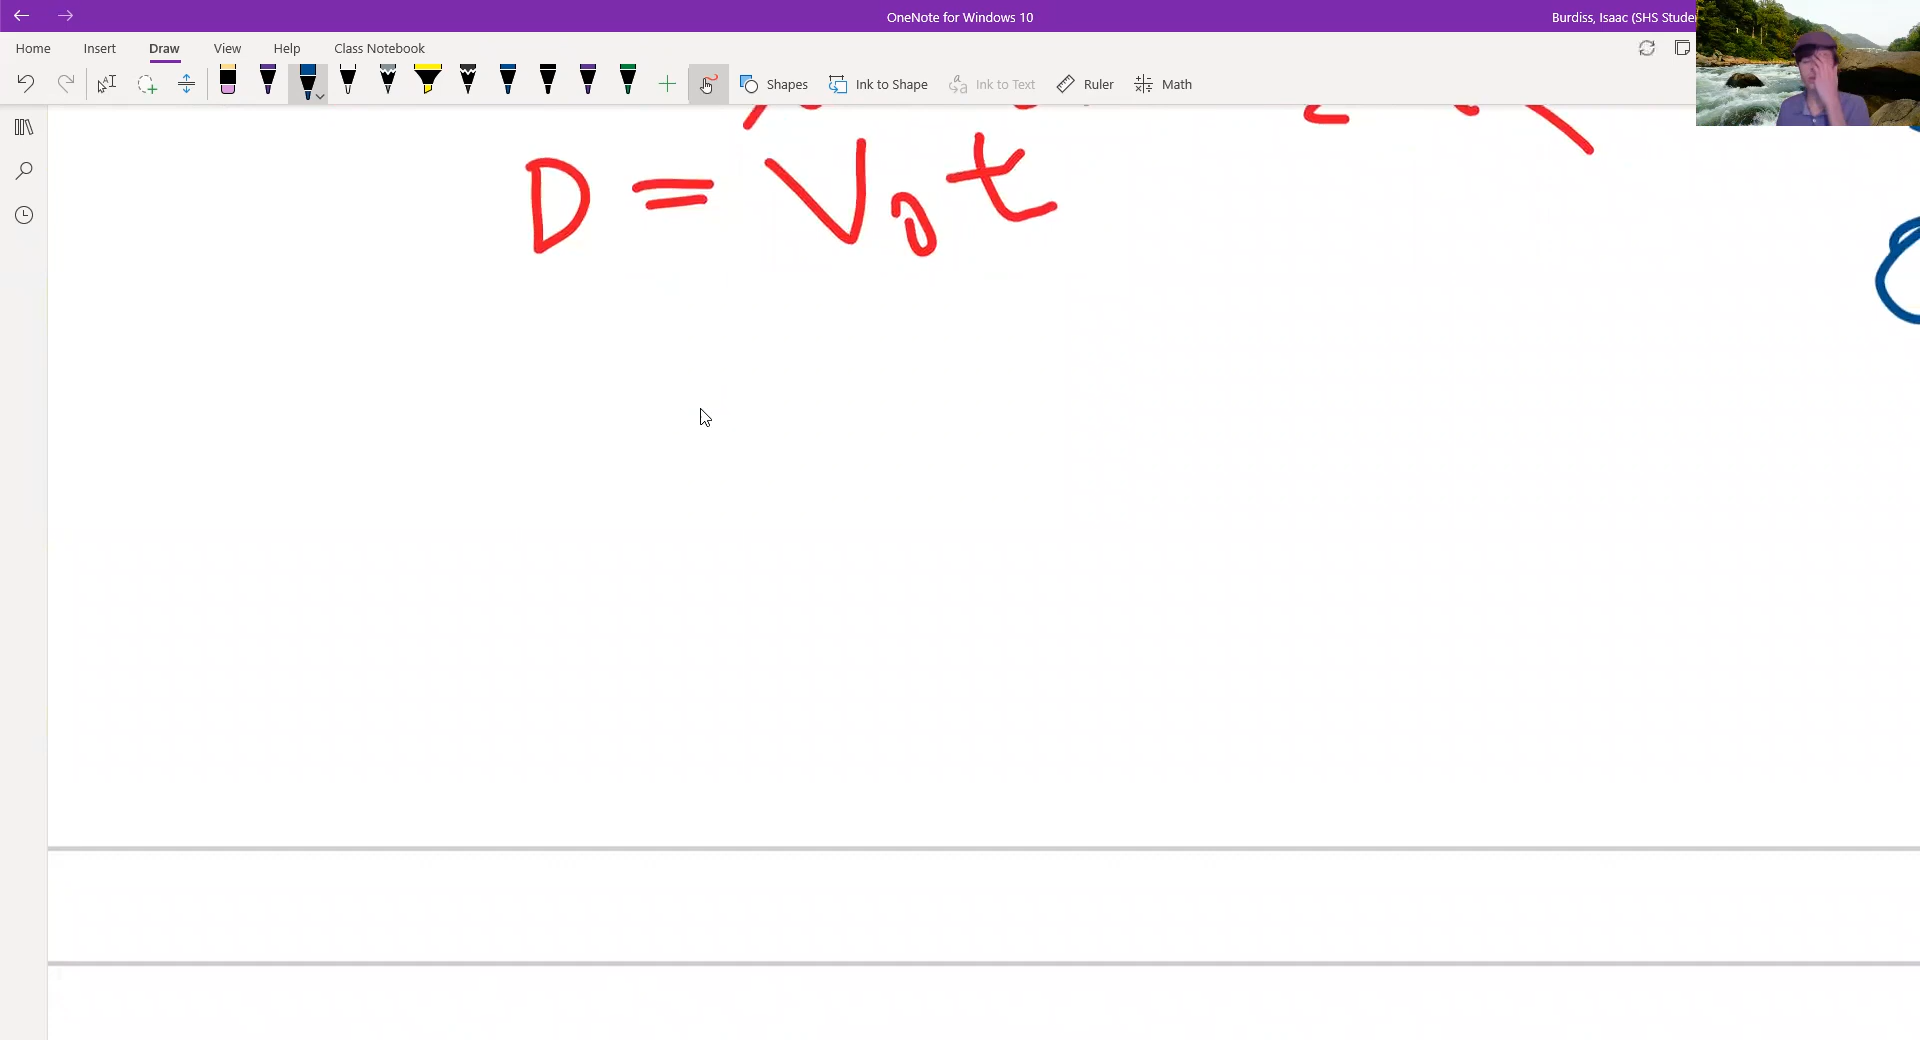 OneNote for Windows 10
Burdiss, Isaac (SHS Stude
Home Insert Draw View Help Class Notebook
Shapes Ink to Shape Ink to Text Ruler Math
D = V₀t